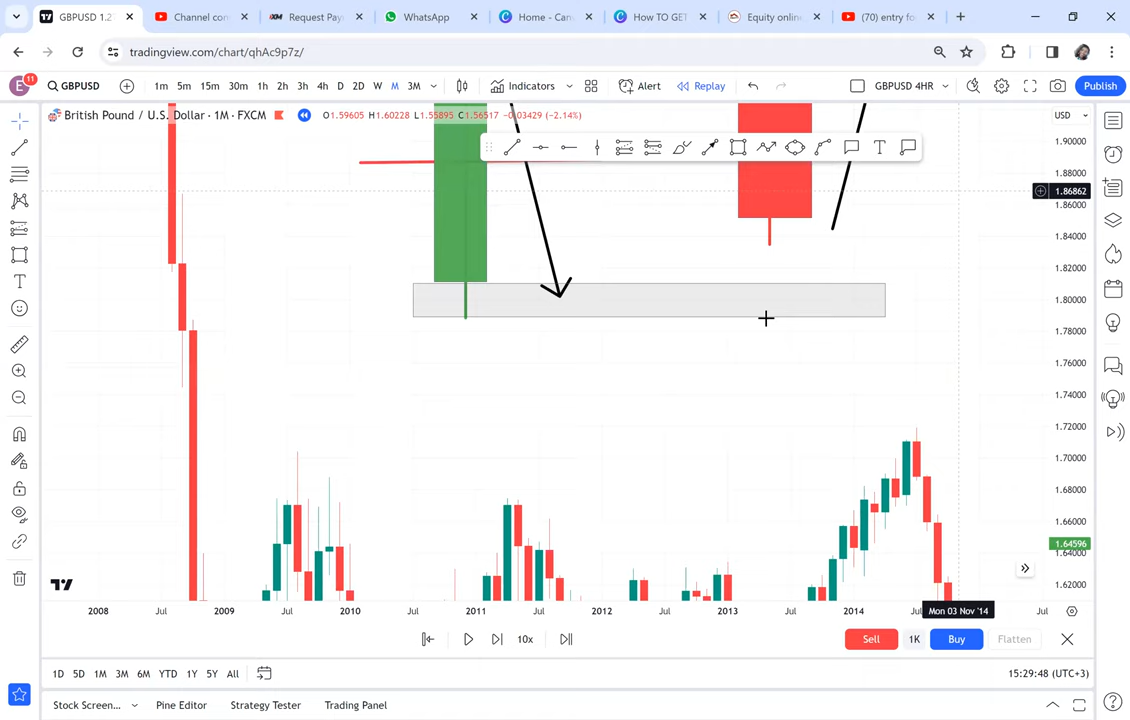 GBPUSD 1.2
Channel con
Request Pay
WhatsApp
Home - Can
How TO GET
Equity online
(70) entry fo
tradingview.com/chart/qhAc9p7z/
E
11
GBPUSD
1m 5m 15m 30m 1h 2h 3h 4h D 2D W M 3M
Indicators
Alert
Replay
GBPUSD 4HR
Publish
British Pound / U.S. Dollar · 1M · FXCM
O1.59605 H1.60228 L1.55895 C1.56517 -0.03429 (-2.14%)
USD
1.90000
1.88000
1.86862
1.86000
1.84000
1.82000
1.80000
1.78000
1.76000
1.74000
1.72000
1.70000
1.68000
1.66000
1.64596
1.64000
1.62000
2008 Jul 2009 Jul 2010 Jul 2011 Jul 2012 Jul 2013 Jul 2014 Jul Mon 03 Nov '14 Jul
10x
Sell
1K
Buy
Flatten
1D 5D 1M 3M 6M YTD 1Y 5Y All
15:29:48 (UTC+3)
Stock Screen...
Pine Editor
Strategy Tester
Trading Panel